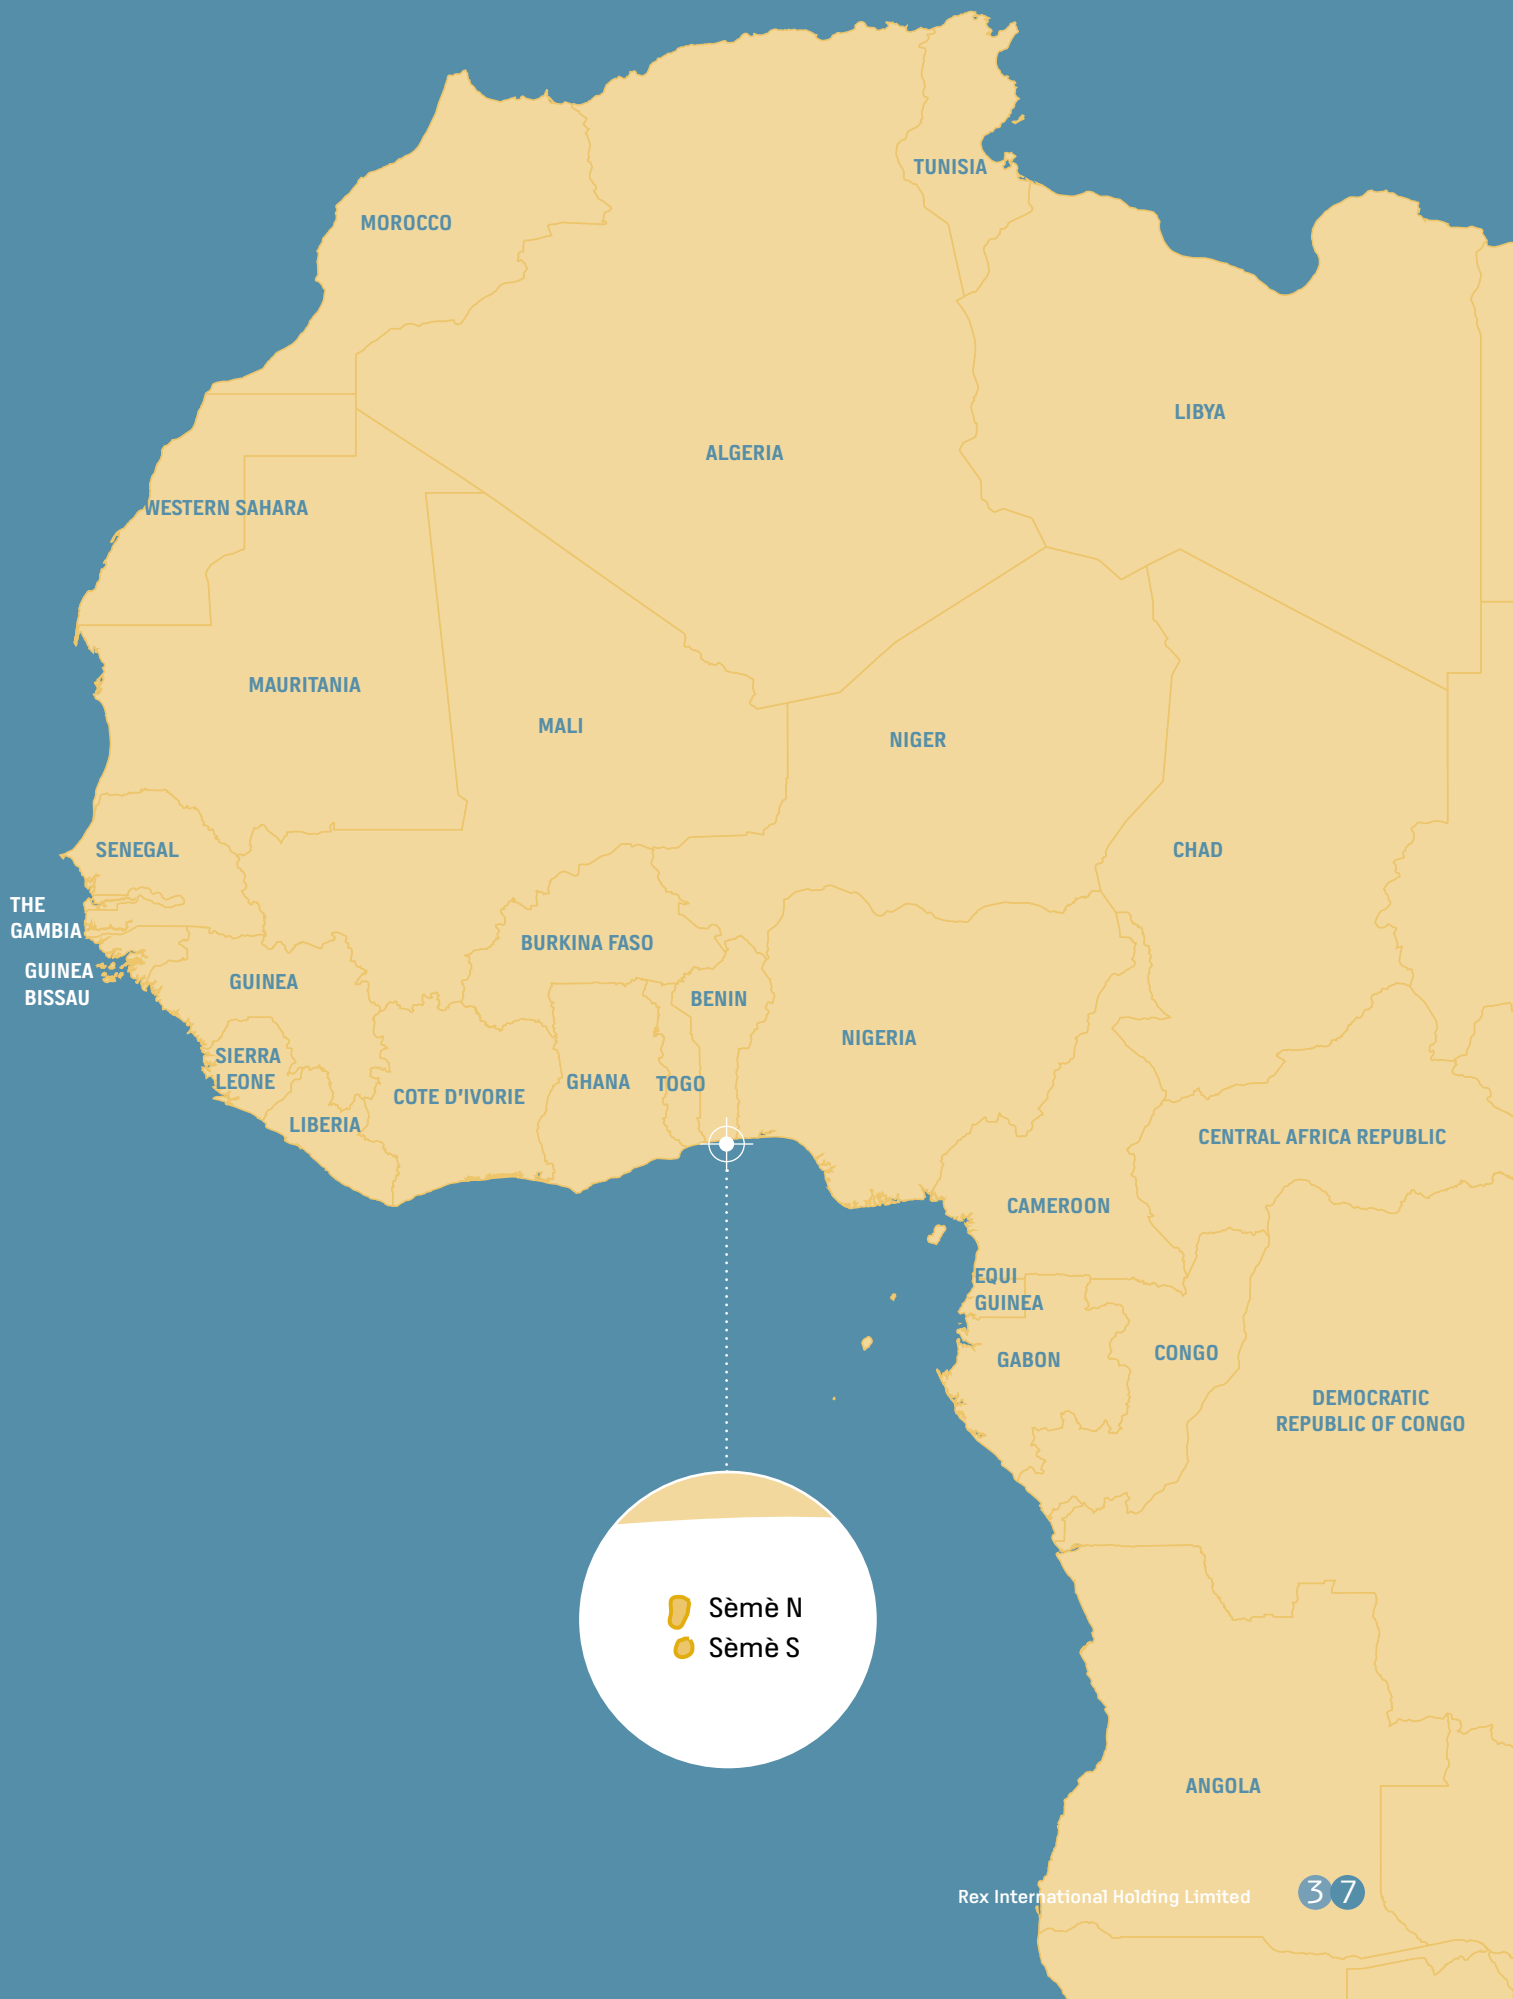 TUNISIA
MOROCCO
LIBYA
ALGERIA
WESTERN SAHARA
MAURITANIA
MALI
NIGER
SENEGAL
CHAD
THE
GAMBIA
BURKINA FASO
GUINEA
BISSAU
GUINEA
BENIN
NIGERIA
SIERRA
LEONE
GHANA
TOGO
COTE D'IVORIE
LIBERIA
CENTRAL AFRICA REPUBLIC
CAMEROON
EQUI
GUINEA
GABON
CONGO
DEMOCRATIC
REPUBLIC OF CONGO
Sèmè N
Sèmè S
ANGOLA
Rex International Holding Limited 37